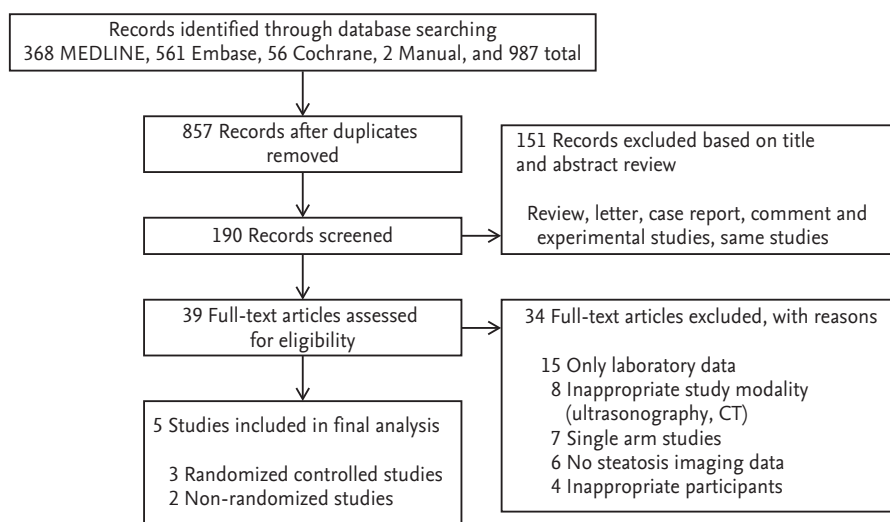 Records identified through database searching
368 MEDLINE, 561 Embase, 56 Cochrane, 2 Manual, and 987 total
857 Records after duplicates
removed
151 Records excluded based on title
and abstract review
Review, letter, case report, comment and
experimental studies, same studies
190 Records screened
39 Full-text articles assessed
for eligibility
34 Full-text articles excluded, with reasons
15 Only laboratory data
8 Inappropriate study modality
(ultrasonography, CT)
7 Single arm studies
6 No steatosis imaging data
4 Inappropriate participants
5 Studies included in final analysis
3 Randomized controlled studies
2 Non-randomized studies